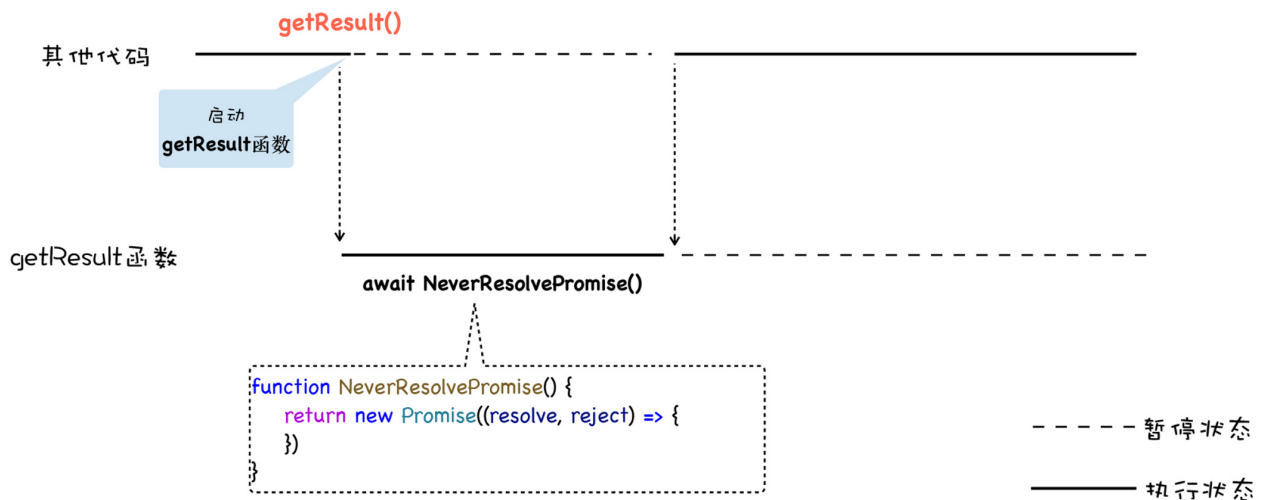 getResult()
其他代码
启动
getResult函数
getResult函数
await NeverResolvePromise()
function NeverResolvePromise() {
return new Promise((resolve, reject) => {
})
}
暂停状态
执行状态